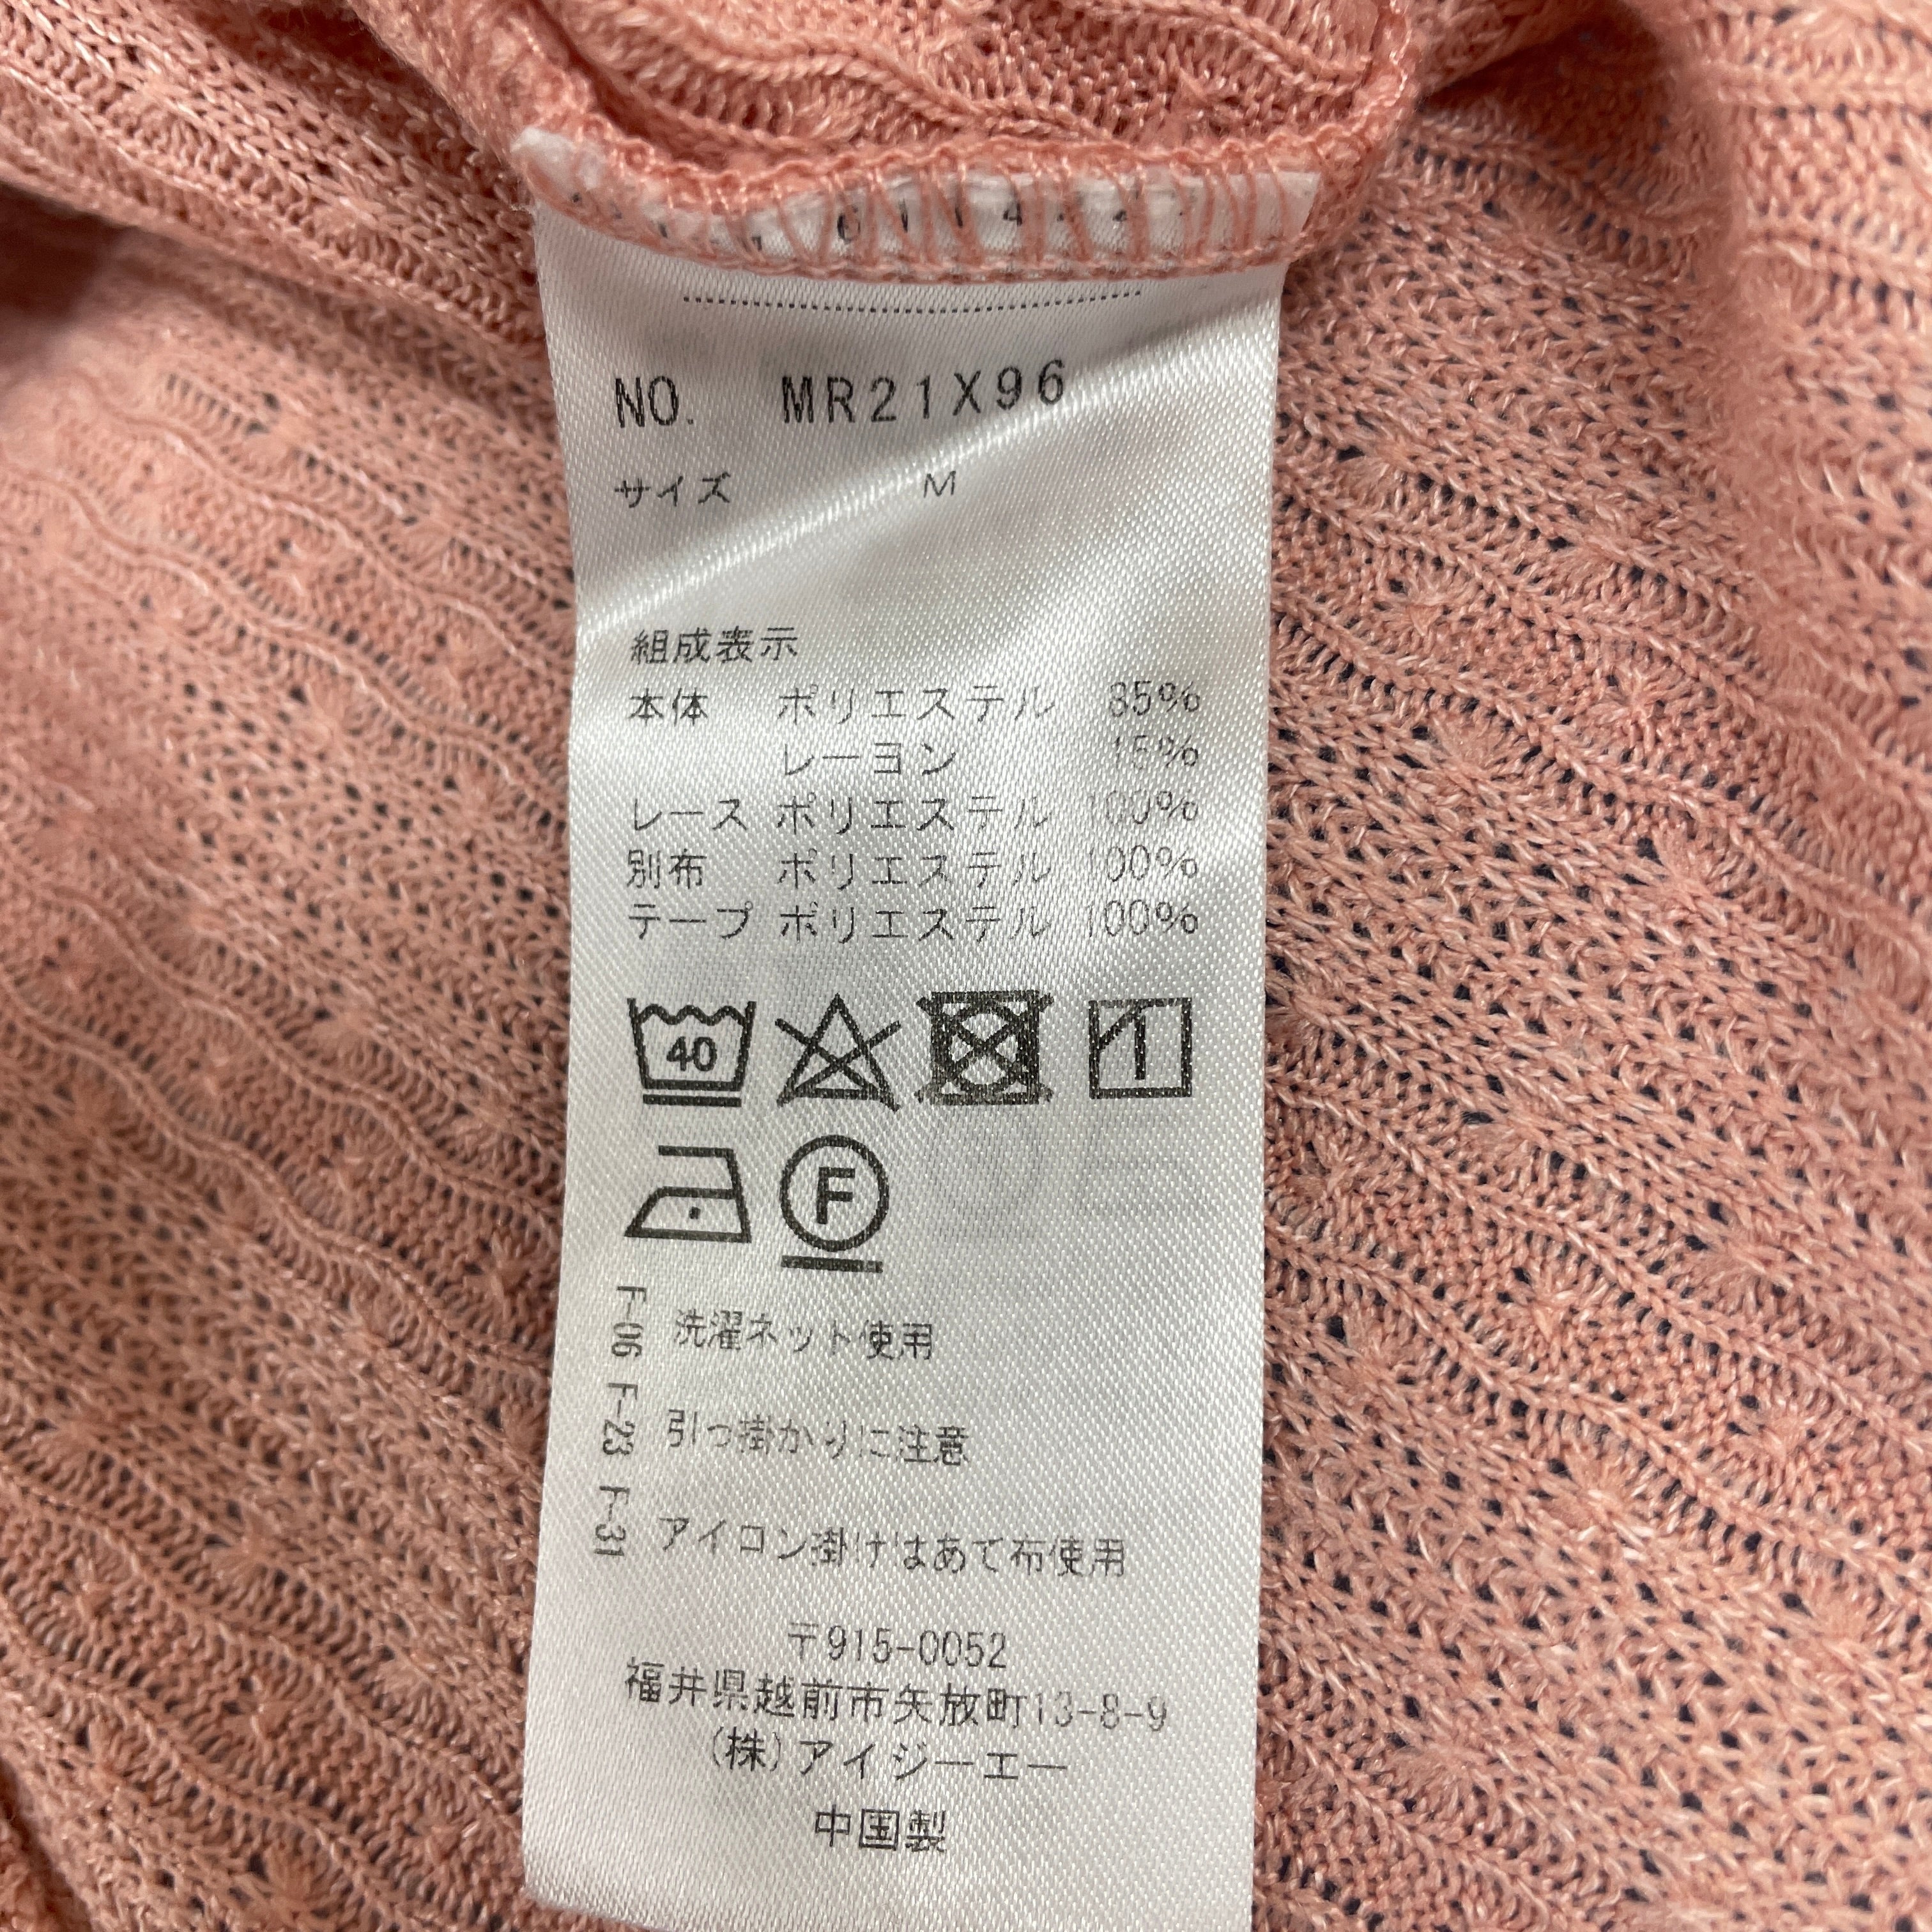 NO. MR21X96
サイズ M
組成表示
本体 ポリエステル 85%
レーヨン 15%
レース ポリエステル 100%
別布 ポリエステル 100%
テープ ポリエステル 100%
40
F
F-06 洗濯ネット使用
F-23 引っ掛かりに注意
F-31 アイロン掛けはあて布使用
〒915-0052
福井県越前市矢放町13-8-9
(株)アイジーエー
中国製